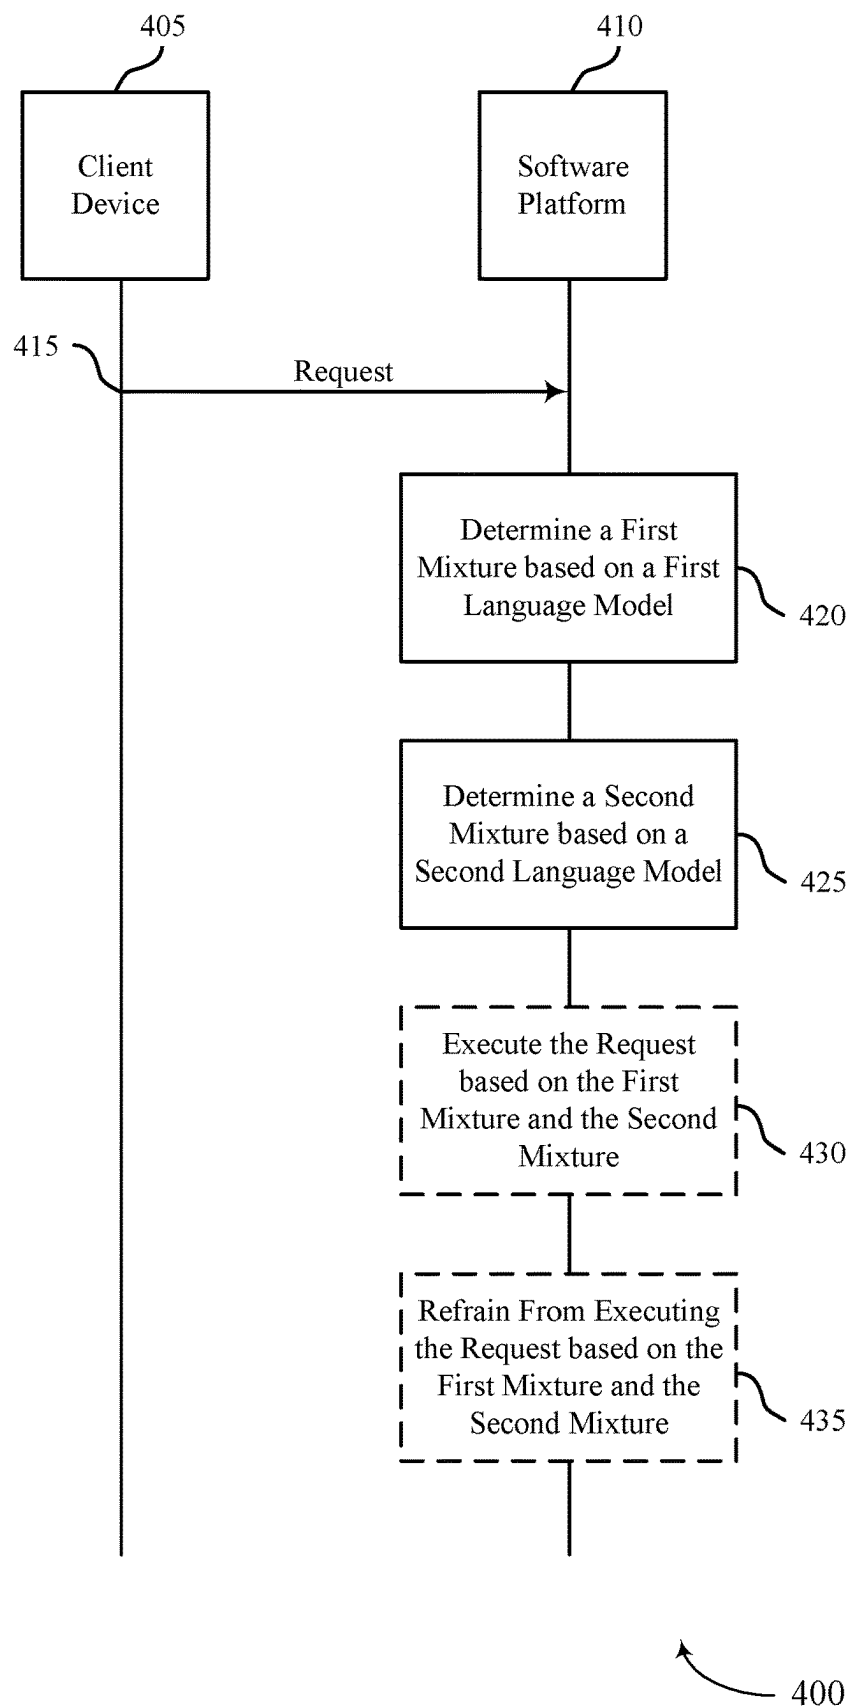 405
410
Client
Device
Software
Platform
415
Request
Determine a First
Mixture based on a First
Language Model
420
Determine a Second
Mixture based on a
Second Language Model
425
Execute the Request
based on the First
Mixture and the Second
Mixture
430
Refrain From Executing
the Request based on the
First Mixture and the
Second Mixture
435
400